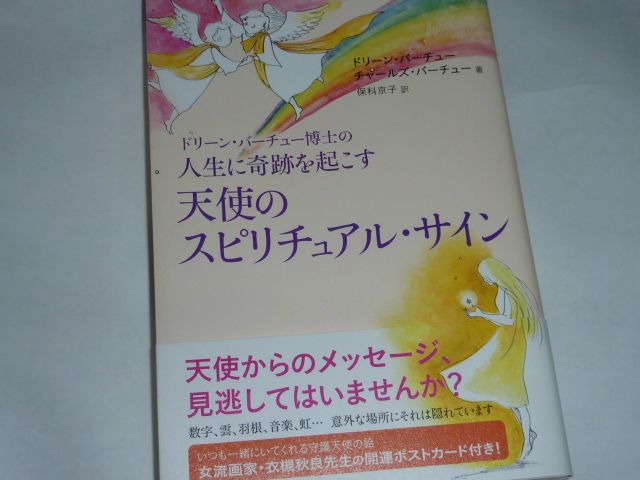 ドリーン・バーチュー
チャールズ・バーチュー 著
保科京子 訳
ドリーン・バーチュー博士の
人生に奇跡を起こす
天使の
スピリチュアル・サイン
天使からのメッセージ、
見逃してはいませんか?
数字、雲、羽根、音楽、虹… 意外な場所にそれは隠れています
いつも一緒にいてくれる守護天使の絵
女流画家・衣槻秋良先生の開運ポストカード付き!